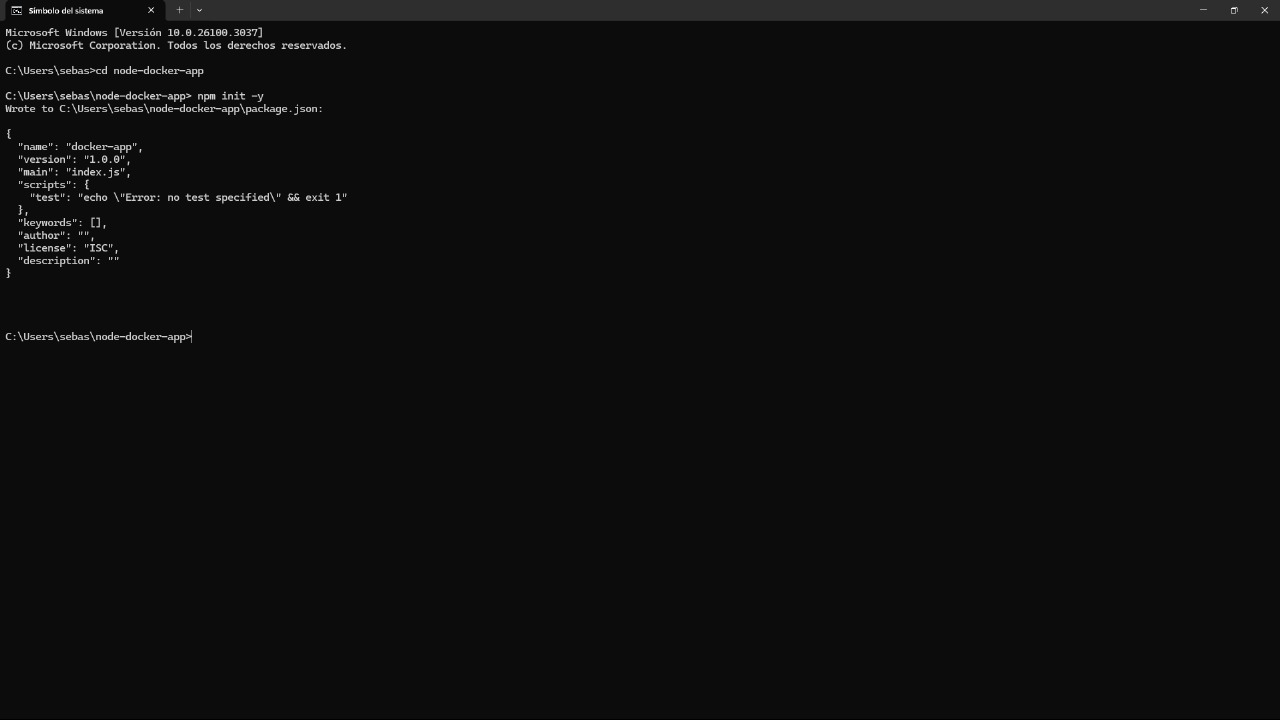 Símbolo del sistema
Microsoft Windows [Versión 10.0.26100.3037]
(c) Microsoft Corporation. Todos los derechos reservados.
C:\Users\sebas>cd node-docker-app
C:\Users\sebas\node-docker-app> npm init -y
Wrote to C:\Users\sebas\node-docker-app\package.json:
{
  "name": "docker-app",
  "version": "1.0.0",
  "main": "index.js",
  "scripts": {
    "test": "echo \"Error: no test specified\" && exit 1"
  },
  "keywords": [],
  "author": "",
  "license": "ISC",
  "description": ""
}
C:\Users\sebas\node-docker-app>